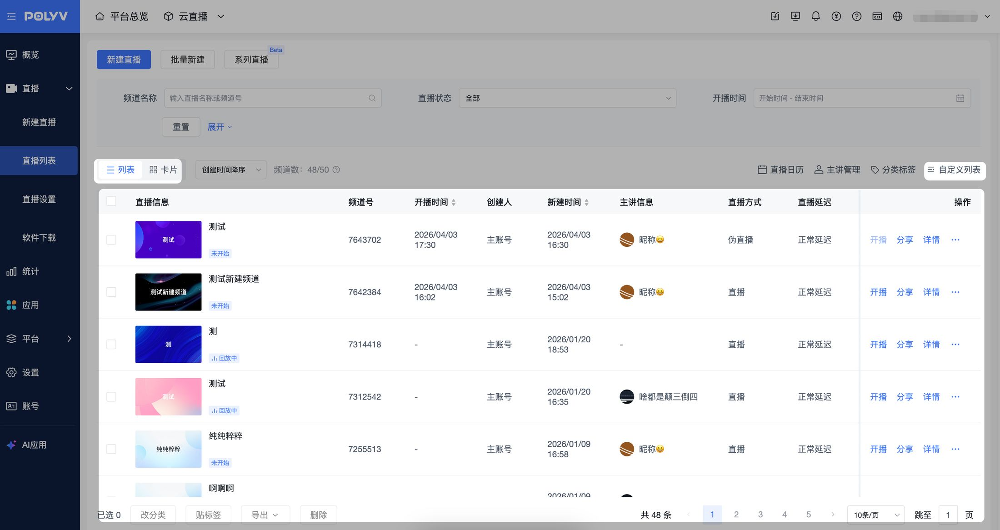 POLYV
平台总览
云直播
概览
直播
新建直播
直播列表
直播设置
软件下载
统计
应用
平台
设置
账号
AI应用
新建直播
批量新建
系列直播
Beta
频道名称
输入直播名称或频道号
直播状态
全部
开播时间
开始时间 - 结束时间
重置
展开
列表
卡片
创建时间降序
频道数：48/50
直播日历
主讲管理
分类标签
自定义列表
直播信息 频道号 开播时间 创建人 新建时间 主讲信息 直播方式 直播延迟 操作
测试
测试
未开始
7643702
2026/04/03
17:30
主账号
2026/04/03
16:30
昵称😆
伪直播
正常延迟
开播 分享 详情 ···
测试新建频道
测试新建频道
未开始
7642384
2026/04/03
16:02
主账号
2026/04/03
15:02
昵称😆
直播
正常延迟
开播 分享 详情 ···
测
测
回放中
7314418
-
主账号
2026/01/20
18:53
-
直播
正常延迟
开播 分享 详情 ···
测试
测试
回放中
7312542
-
主账号
2026/01/20
16:35
啥都是颠三倒四
直播
正常延迟
开播 分享 详情 ···
纯纯粹粹
纯纯粹粹
未开始
7255513
-
主账号
2026/01/09
16:58
昵称😆
直播
正常延迟
开播 分享 详情 ···
啊啊啊
2026/01/09
已选 0
改分类
贴标签
导出
删除
共 48 条
1 2 3 4 5
10条/页
跳至 1 页